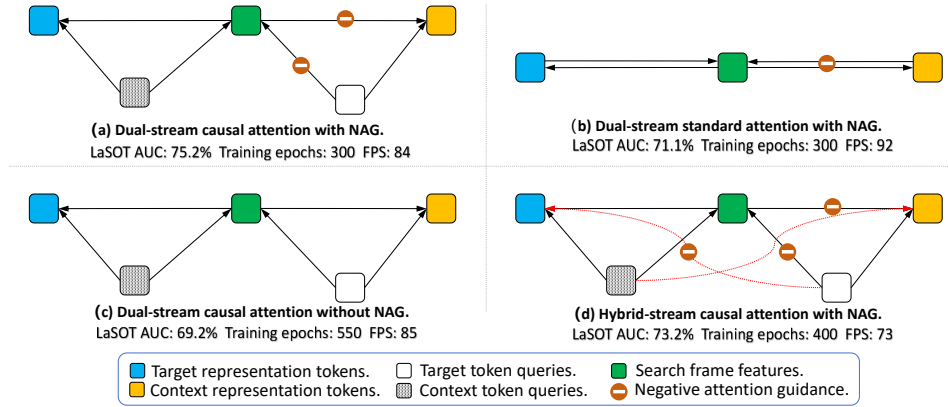 (a) Dual-stream causal attention with NAG.
LaSOT AUC: 75.2% Training epochs: 300 FPS: 84
(b) Dual-stream standard attention with NAG.
LaSOT AUC: 71.1% Training epochs: 300 FPS: 92
(c) Dual-stream causal attention without NAG.
LaSOT AUC: 69.2% Training epochs: 550 FPS: 85
(d) Hybrid-stream causal attention with NAG.
LaSOT AUC: 73.2% Training epochs: 400 FPS: 73
Target representation tokens. Target token queries. Search frame features.
Context representation tokens. Context token queries. Negative attention guidance.